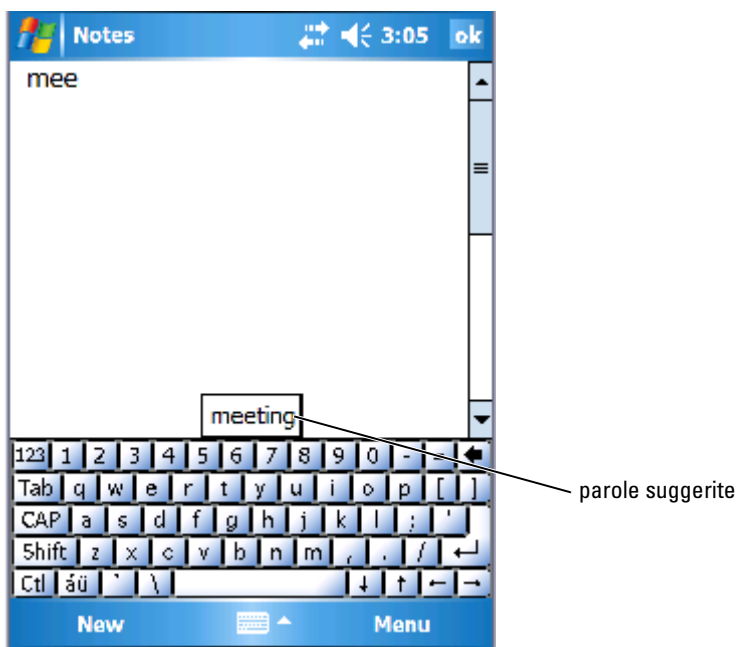 Notes 3:05 ok
mee
meeting
123 1 2 3 4 5 6 7 8 9 0 - =
Tab q w e r t y u i o p [ ]
CAP a s d f g h j k l ; '
Shift z x c v b n m , . /
Ctl áü ` \
parole suggerite
New Menu